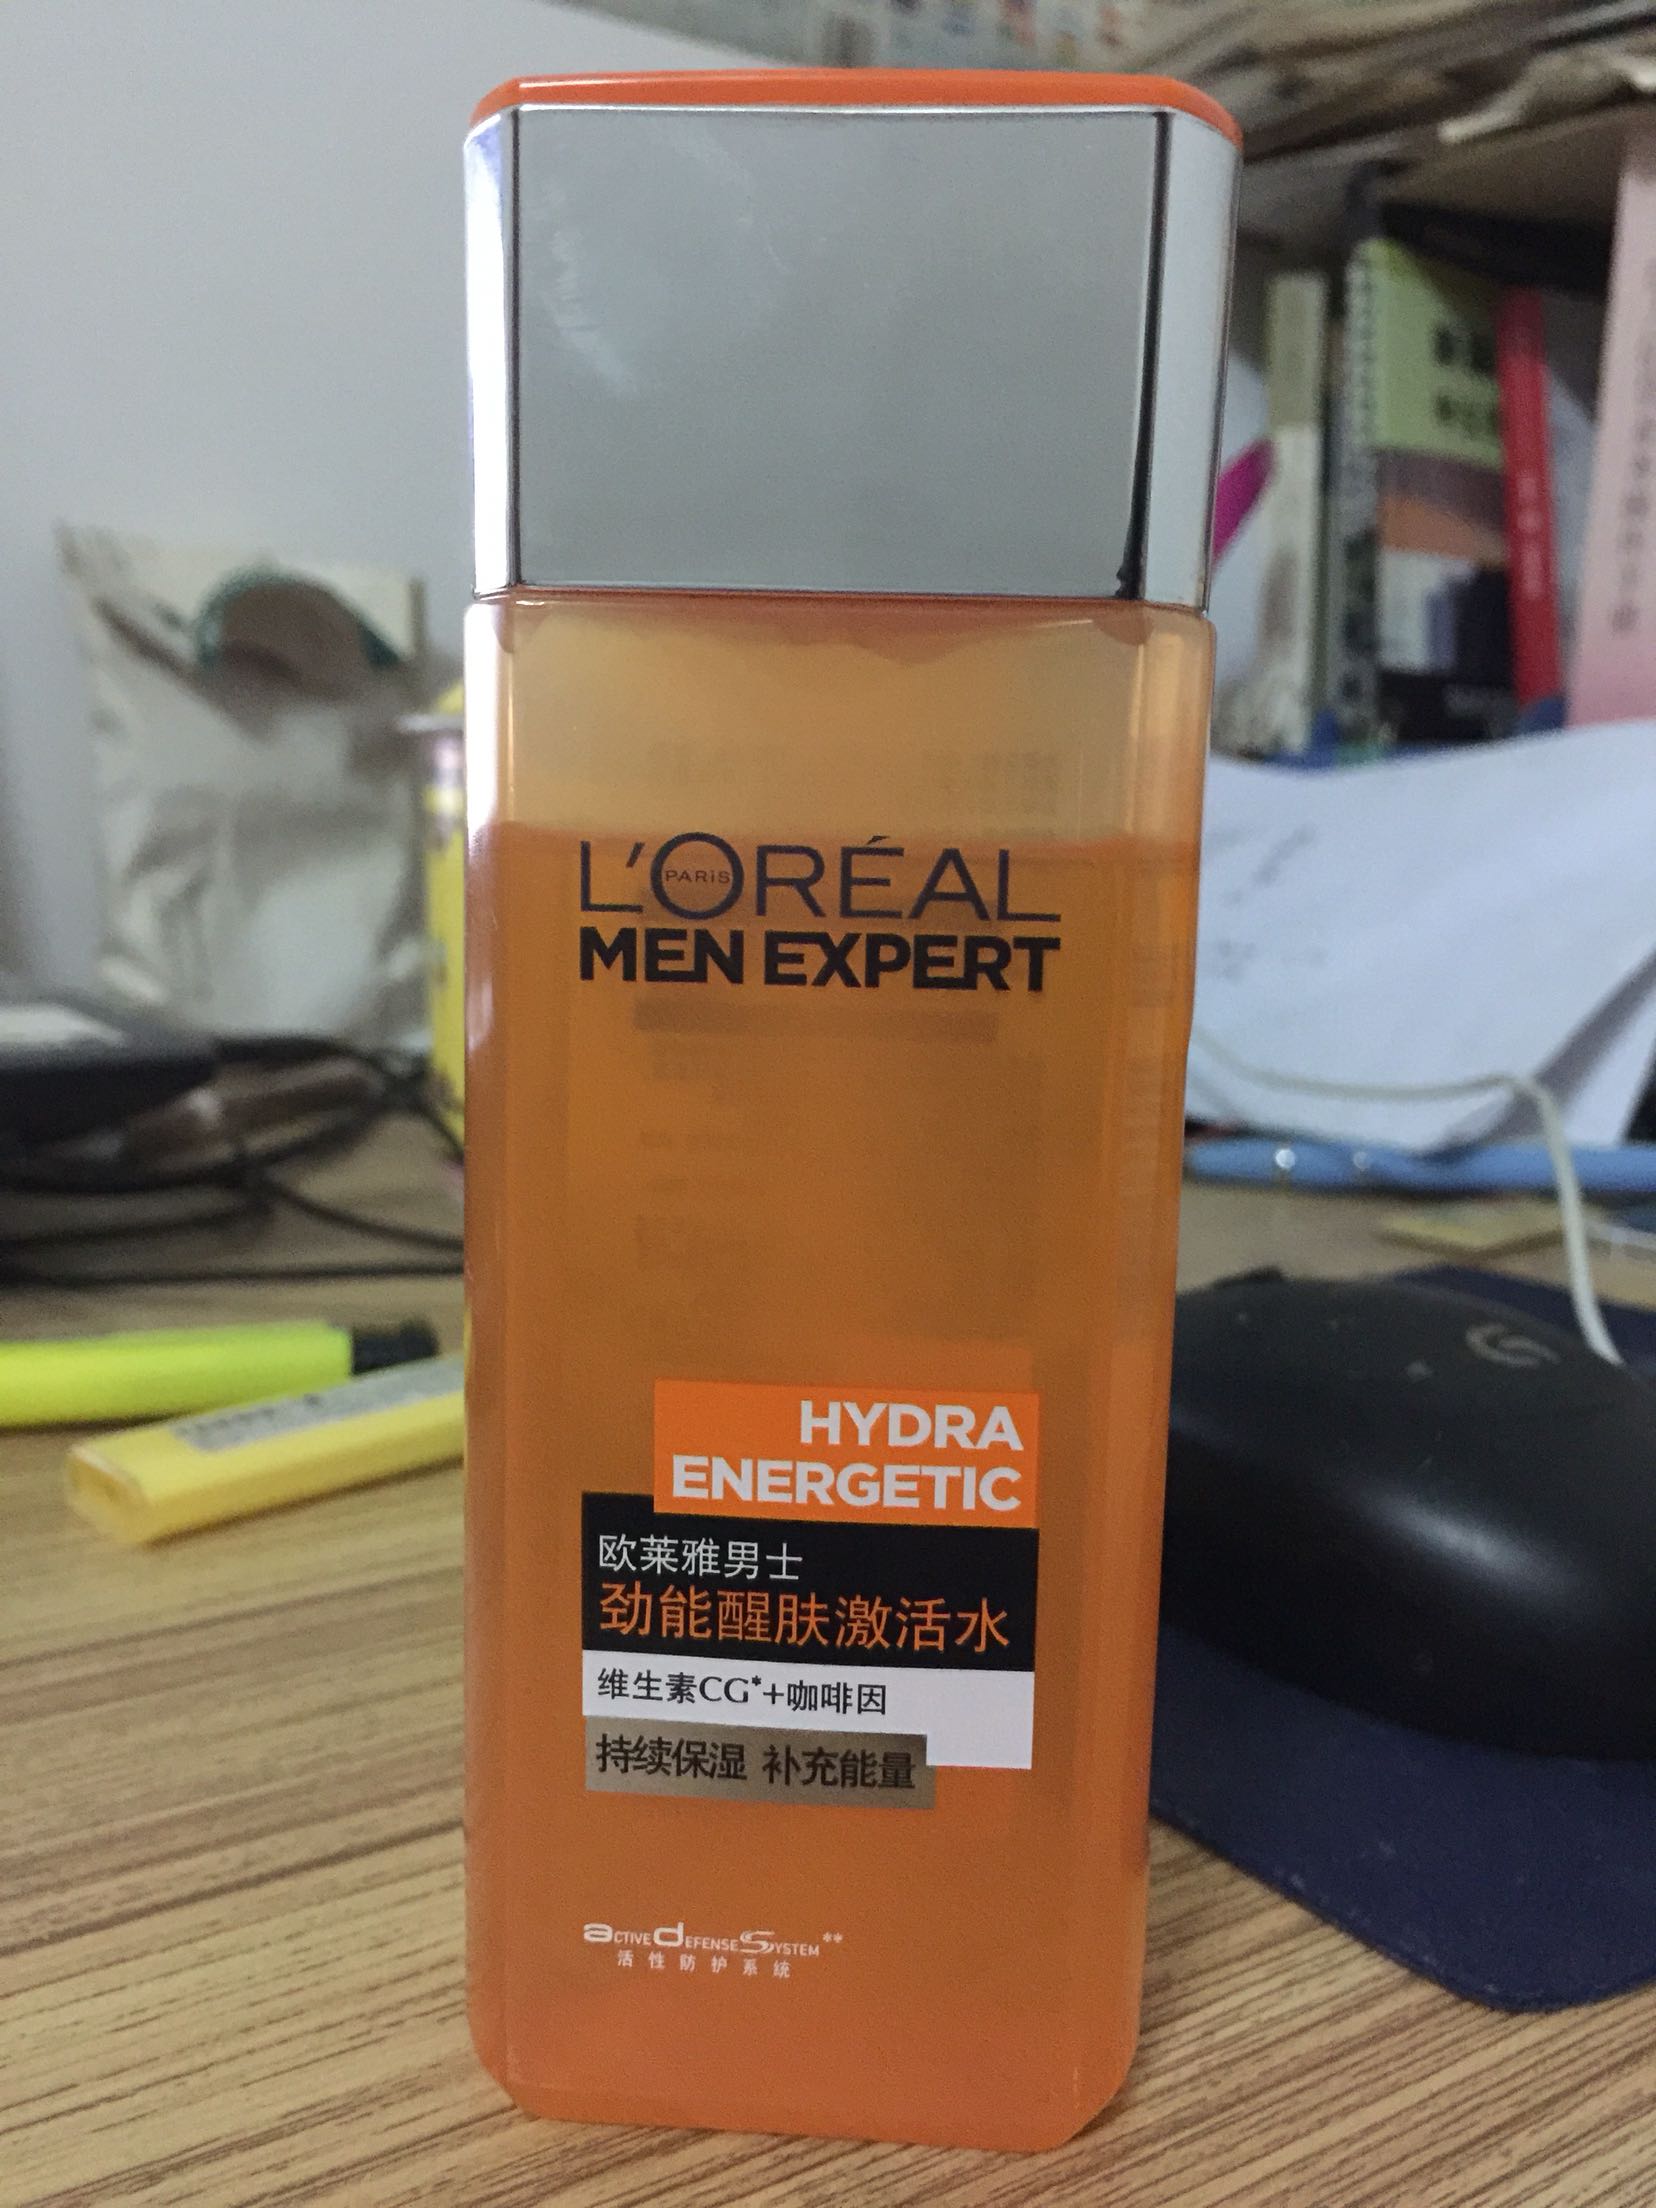 L'ORÉAL
PARIS
MEN EXPERT
HYDRA
ENERGETIC
欧莱雅男士
劲能醒肤激活水
维生素CG*+咖啡因
持续保湿 补充能量
ACTIVE DEFENSE SYSTEM**
活性防护系统